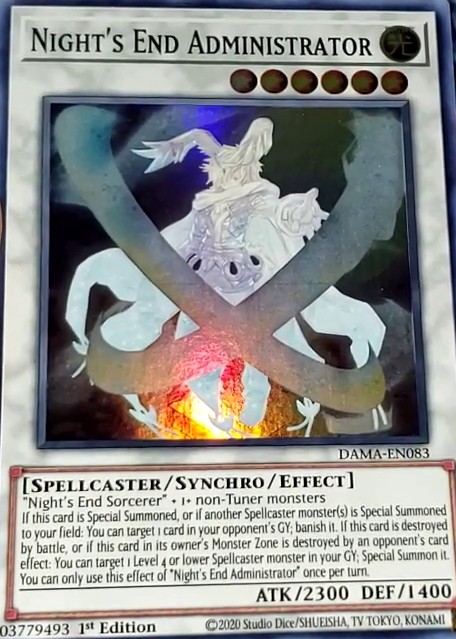 NIGHT'S END ADMINISTRATOR 光
DAMA-EN083
[SPELLCASTER/SYNCHRO/EFFECT]
"Night's End Sorcerer" + 1+ non-Tuner monsters
If this card is Special Summoned, or if another Spellcaster monster(s) is Special Summoned
to your field: You can target 1 card in your opponent's GY; banish it. If this card is destroyed
by battle, or if this card in its owner's Monster Zone is destroyed by an opponent's card
effect: You can target 1 Level 4 or lower Spellcaster monster in your GY; Special Summon it.
You can only use this effect of "Night's End Administrator" once per turn.
ATK/2300 DEF/1400
03779493 1st Edition ©2020 Studio Dice/SHUEISHA, TV TOKYO, KONAMI